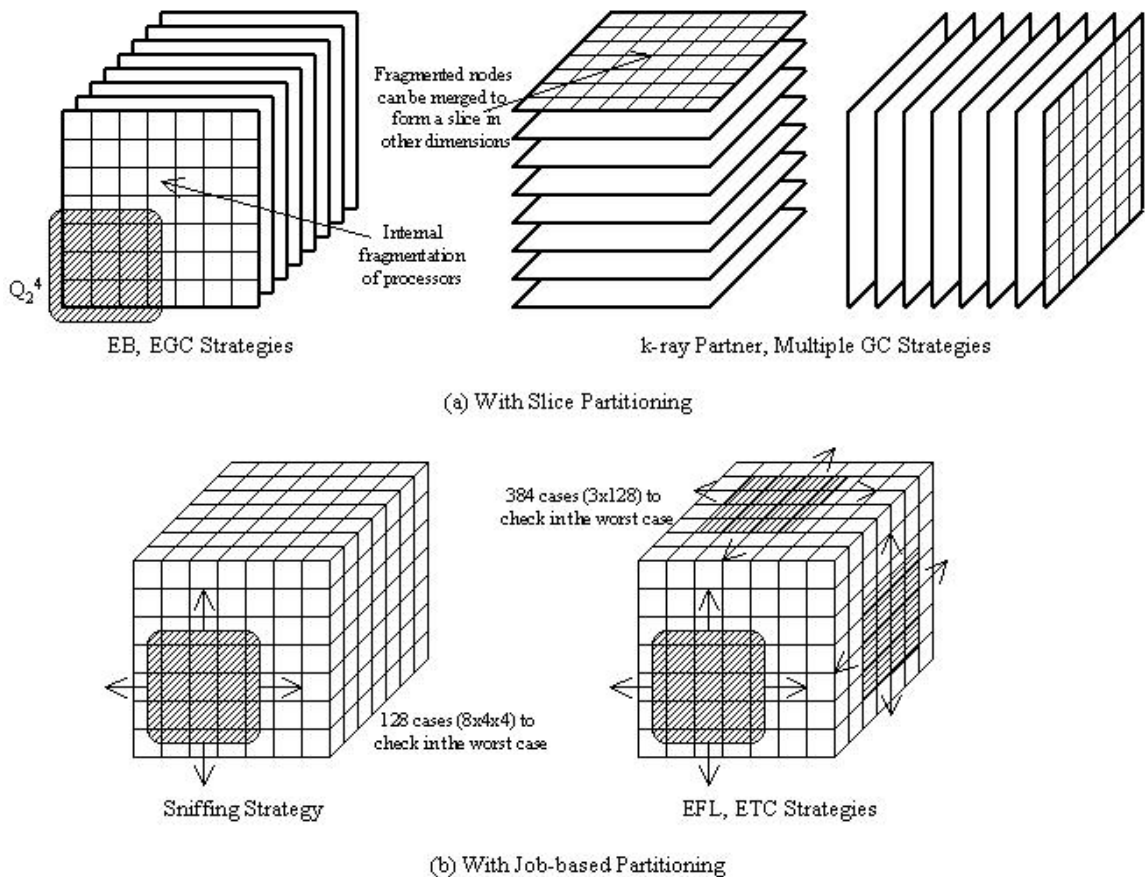 Fragmented nodes
can be merged to
form a slice in
other dimensions
Internal
fragmentation
of processors
Q₂⁴
EB, EGC Strategies
k-ray Partner, Multiple GC Strategies
(a) With Slice Partitioning
384 cases (3x128) to
check in the worst case
128 cases (8x4x4) to
check in the worst case
Sniffing Strategy
EFL, ETC Strategies
(b) With Job-based Partitioning